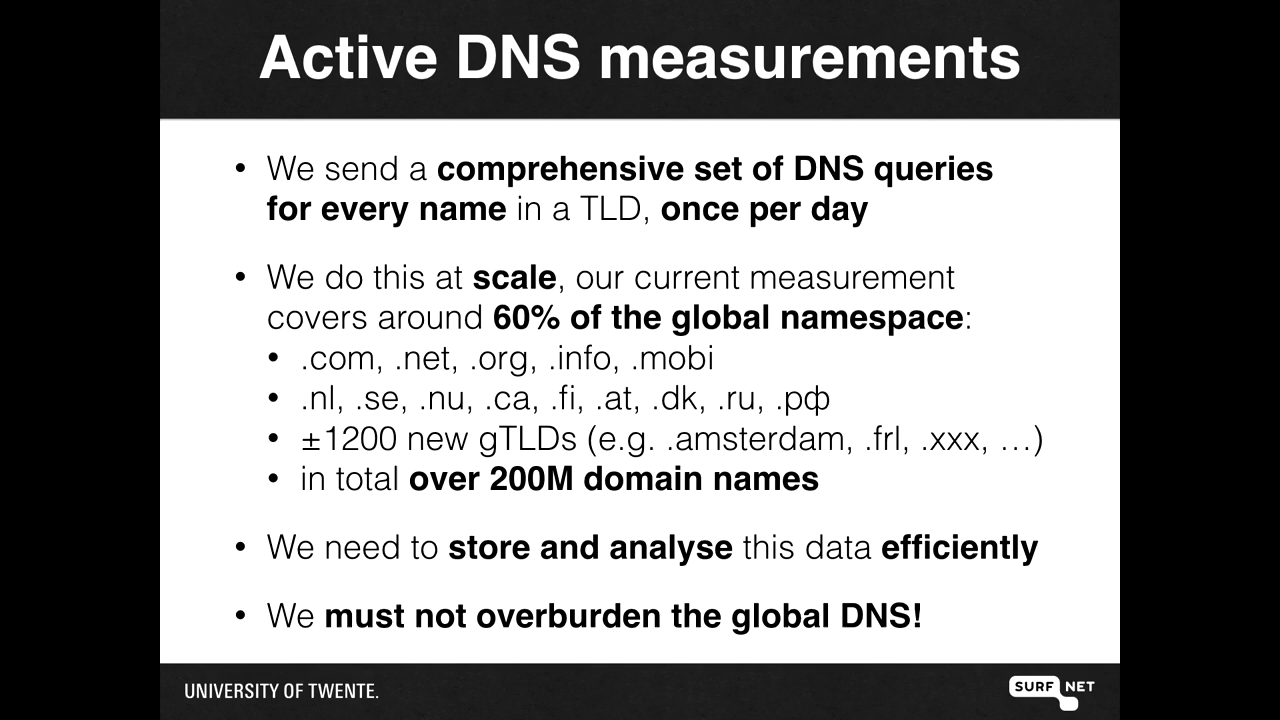 Active DNS measurements
• We send a comprehensive set of DNS queries
for every name in a TLD, once per day
• We do this at scale, our current measurement
covers around 60% of the global namespace:
• .com, .net, .org, .info, .mobi
• .nl, .se, .nu, .ca, .fi, .at, .dk, .ru, .рф
• ±1200 new gTLDs (e.g. .amsterdam, .frl, .xxx, …)
• in total over 200M domain names
• We need to store and analyse this data efficiently
• We must not overburden the global DNS!
UNIVERSITY OF TWENTE.
SURF NET